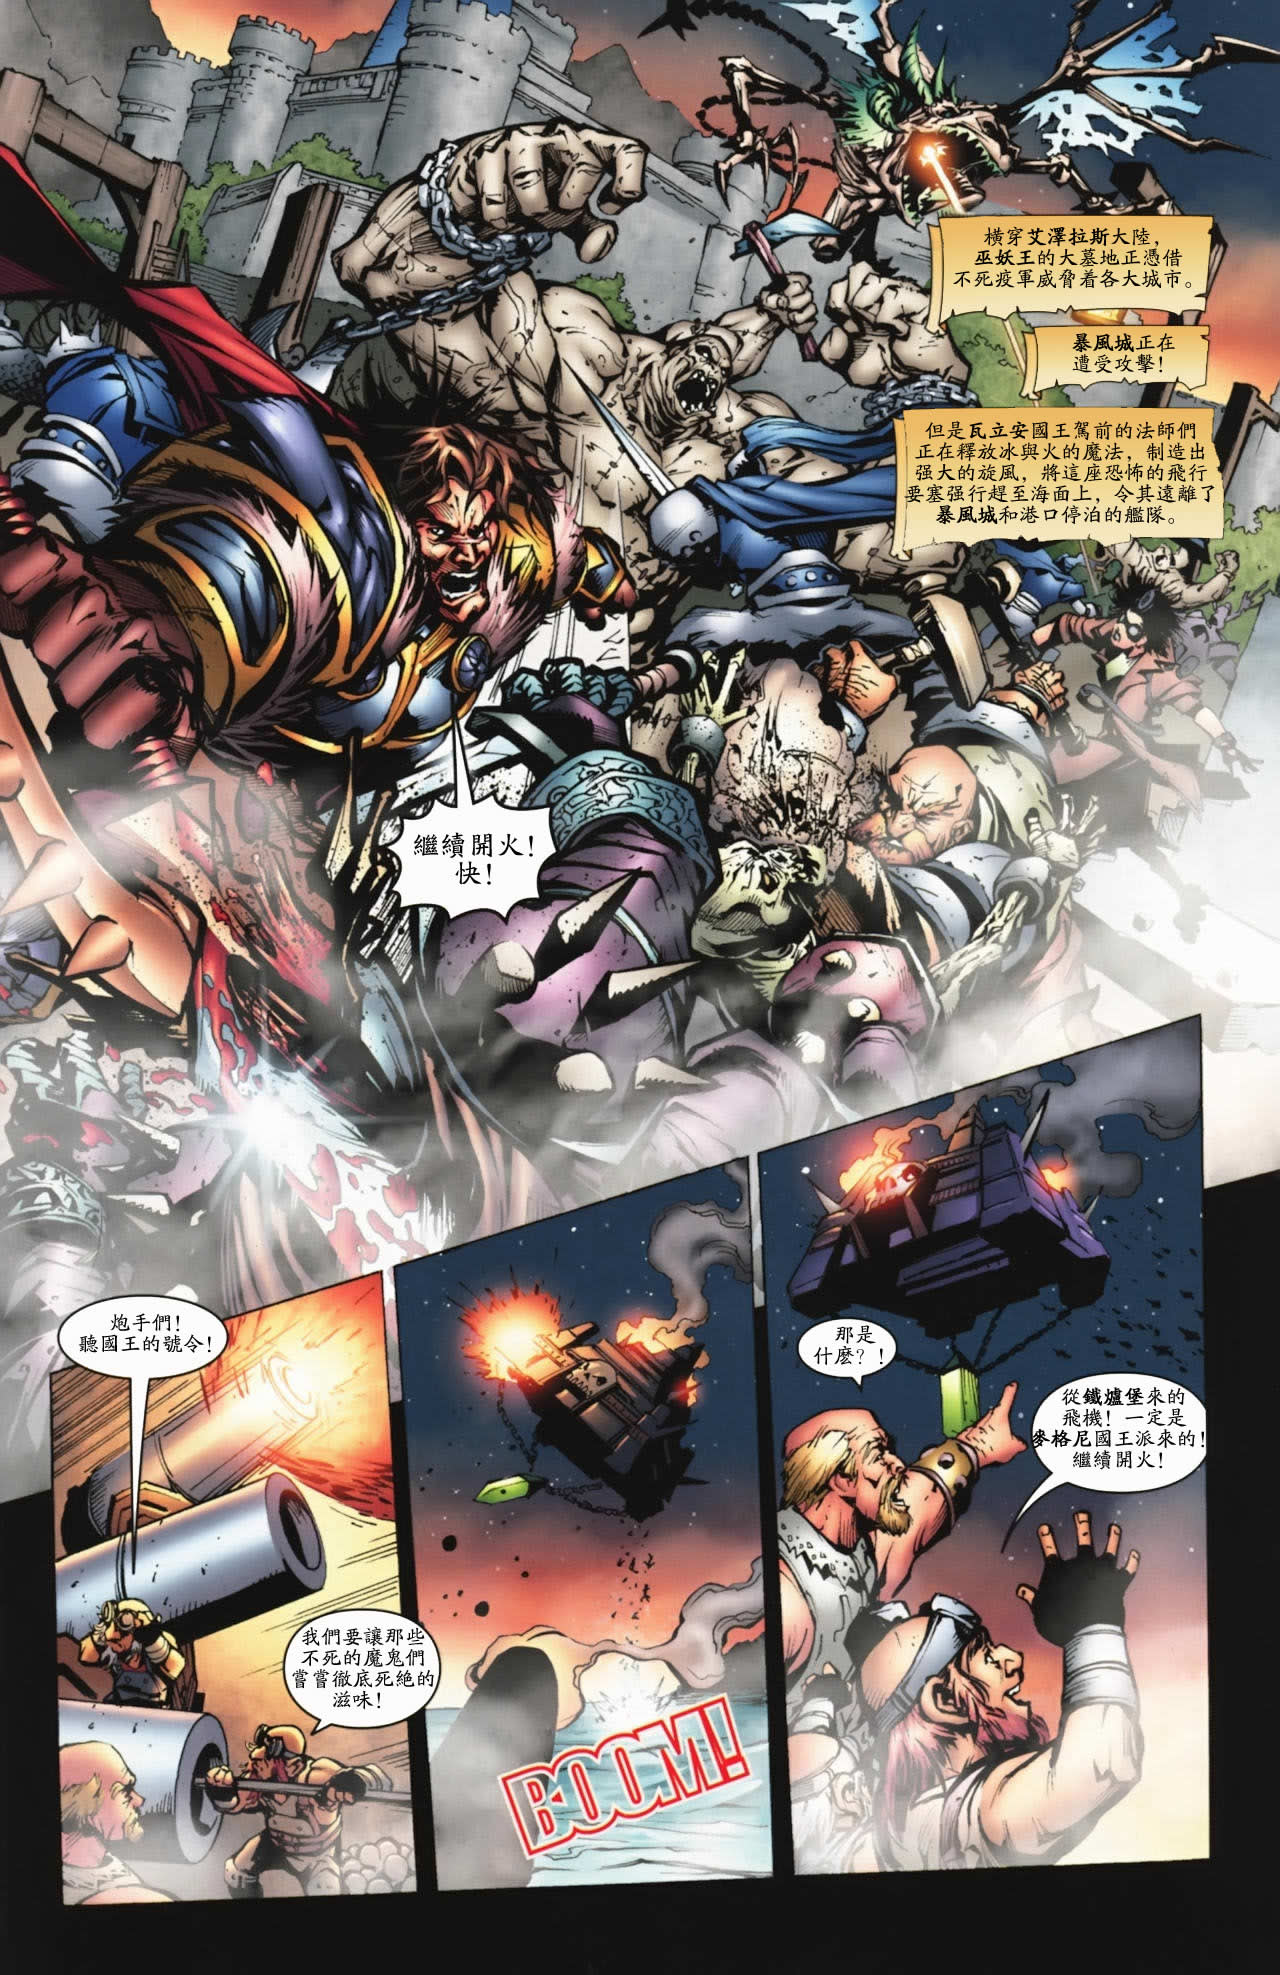 橫穿艾澤拉斯大陸，
巫妖王的大墓地正憑借
不死疫軍威脅着各大城市。
暴風城正在
遭受攻擊！
但是瓦立安國王駕前的法師們
正在釋放冰與火的魔法，制造出
强大的旋風，將這座恐怖的飛行
要塞强行趕至海面上，令其遠離了
暴風城和港口停泊的艦隊。
繼續開火！
快！
炮手們！
聽國王的號令！
我們要讓那些
不死的魔鬼們
嘗嘗徹底死絶的
滋味！
BOOM!
那是
什麽？！
從鐵爐堡來的
飛機！一定是
麥格尼國王派來的！
繼續開火！